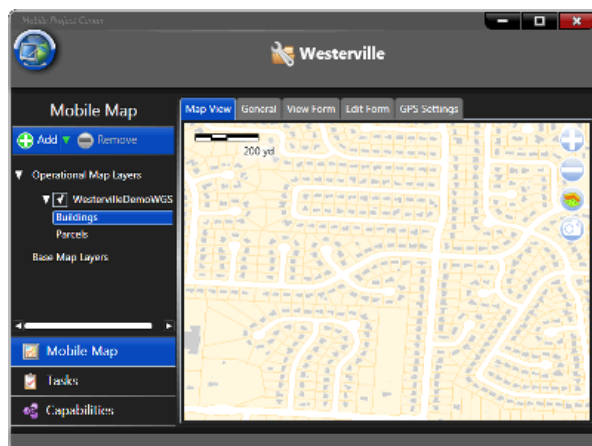 Mobile Project Center
Westerville
Mobile Map
Map View
General
View Form
Edit Form
GPS Settings
Add
Remove
200 yd
Operational Map Layers
WestervilleDemoWGS
Buildings
Parcels
Base Map Layers
Mobile Map
Tasks
Capabilities